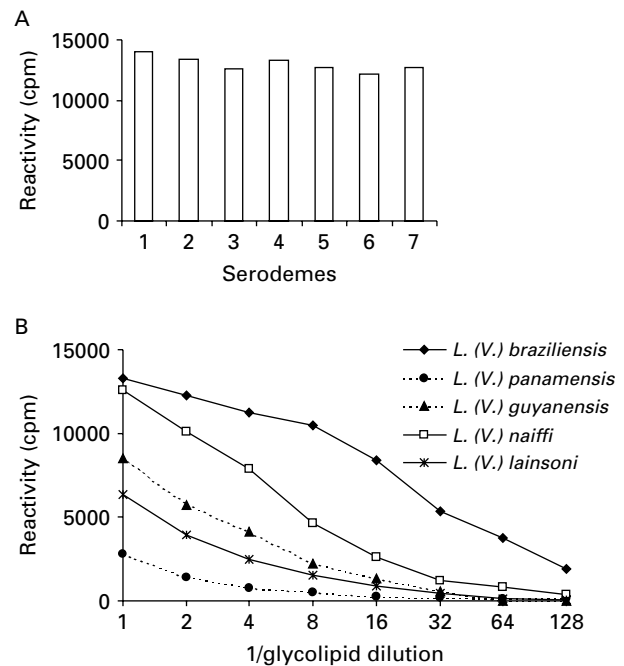 A
Reactivity (cpm)
15000
10000
5000
0
1 2 3 4 5 6 7
Serodemes
B
Reactivity (cpm)
15000
10000
5000
0
L. (V.) braziliensis
L. (V.) panamensis
L. (V.) guyanensis
L. (V.) naiffi
L. (V.) lainsoni
1 2 4 8 16 32 64 128
1/glycolipid dilution